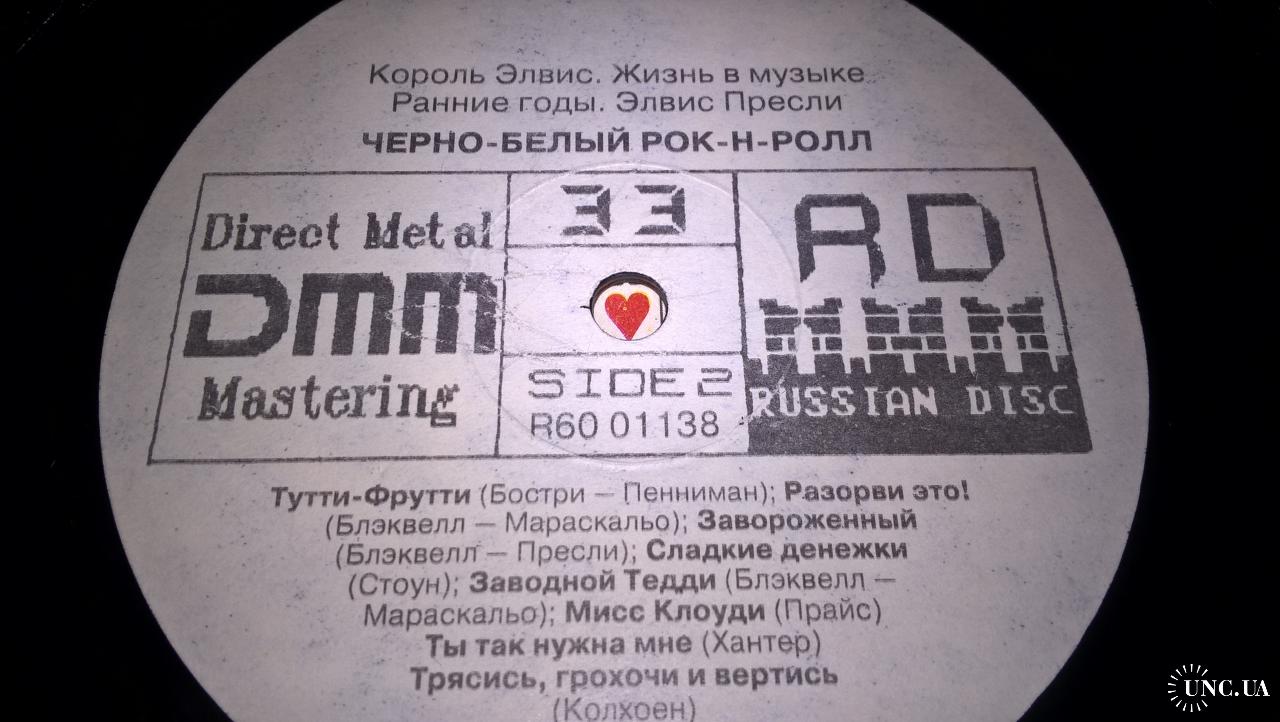 Король Элвис. Жизнь в музыке
Ранние годы. Элвис Пресли
ЧЕРНО-БЕЛЫЙ РОК-Н-РОЛЛ
Direct Metal
DMM
Mastering
33
SIDE 2
R60 01138
RD
RUSSIAN DISC
Тутти-Фрутти (Бостри — Пенниман); Разорви это!
(Блэквелл — Мараскальо); Завороженный
(Блэквелл — Пресли); Сладкие денежки
(Стоун); Заводной Тедди (Блэквелл —
Мараскальо); Мисс Клоуди (Прайс)
Ты так нужна мне (Хантер)
Трясись, грохочи и вертись
(Колхоен)
UNC.UA